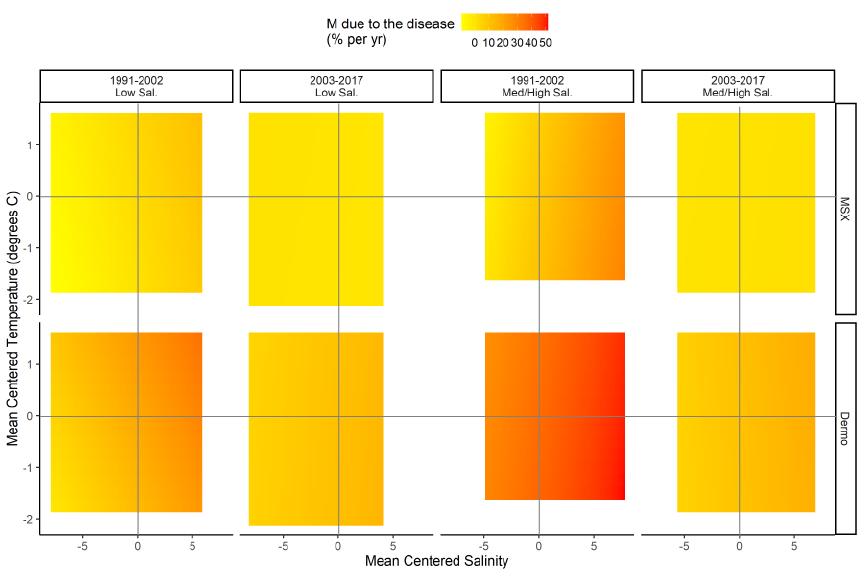 M due to the disease
(% per yr)
0 10 20 30 40 50
1991-2002
Low Sal.
2003-2017
Low Sal.
1991-2002
Med/High Sal.
2003-2017
Med/High Sal.
Mean Centered Temperature (degrees C)
1
0
-1
-2
MSX
1
0
-1
-2
Dermo
-5 0 5
-5 0 5
-5 0 5
-5 0 5
Mean Centered Salinity